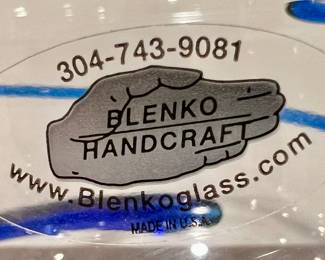 304-743-9081
BLENKO
HANDCRAFT
www.Blenkoglass.com
MADE IN U.S.A.